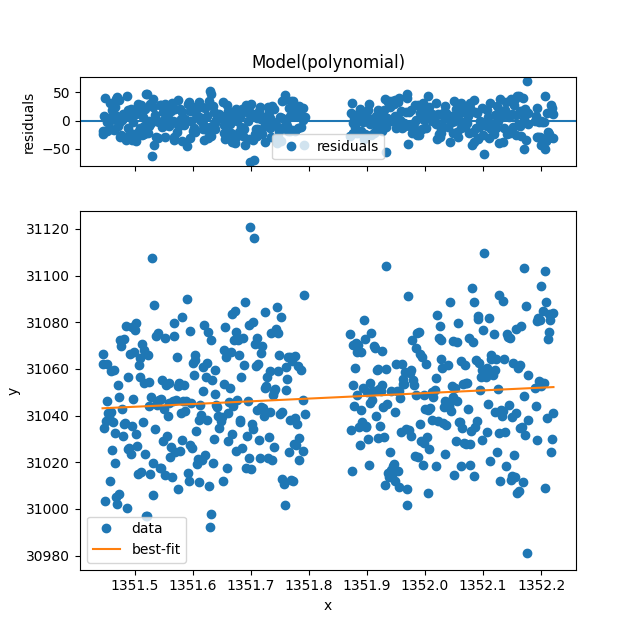 Model(polynomial)
residuals
50
0
−50
residuals
y
31120
31100
31080
31060
31040
31020
31000
30980
data
best-fit
1351.5 1351.6 1351.7 1351.8 1351.9 1352.0 1352.1 1352.2
x